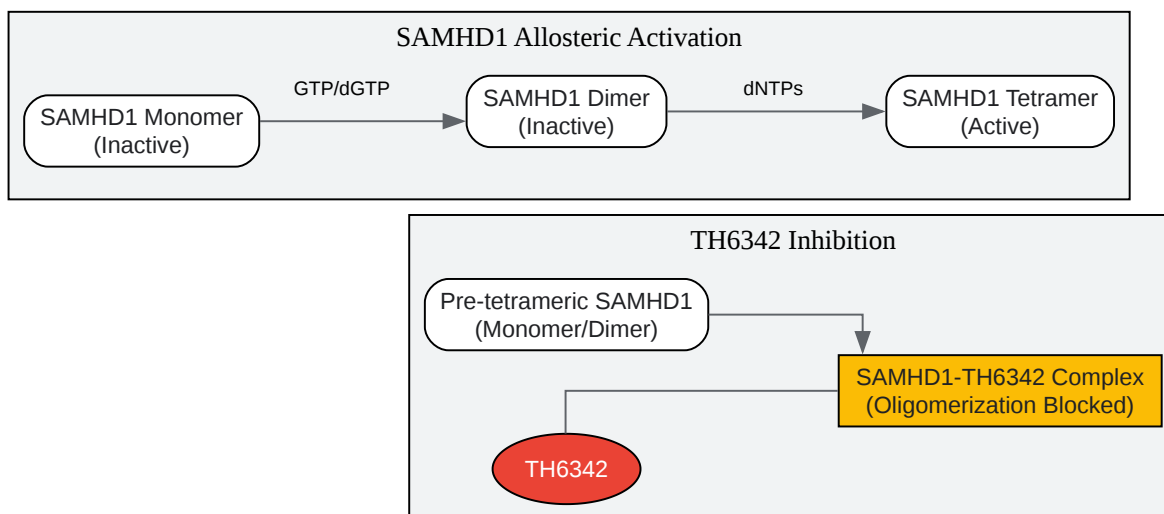 SAMHD1 Allosteric Activation
SAMHD1 Monomer
(Inactive)
GTP/dGTP
SAMHD1 Dimer
(Inactive)
dNTPs
SAMHD1 Tetramer
(Active)
TH6342 Inhibition
Pre-tetrameric SAMHD1
(Monomer/Dimer)
SAMHD1-TH6342 Complex
(Oligomerization Blocked)
TH6342